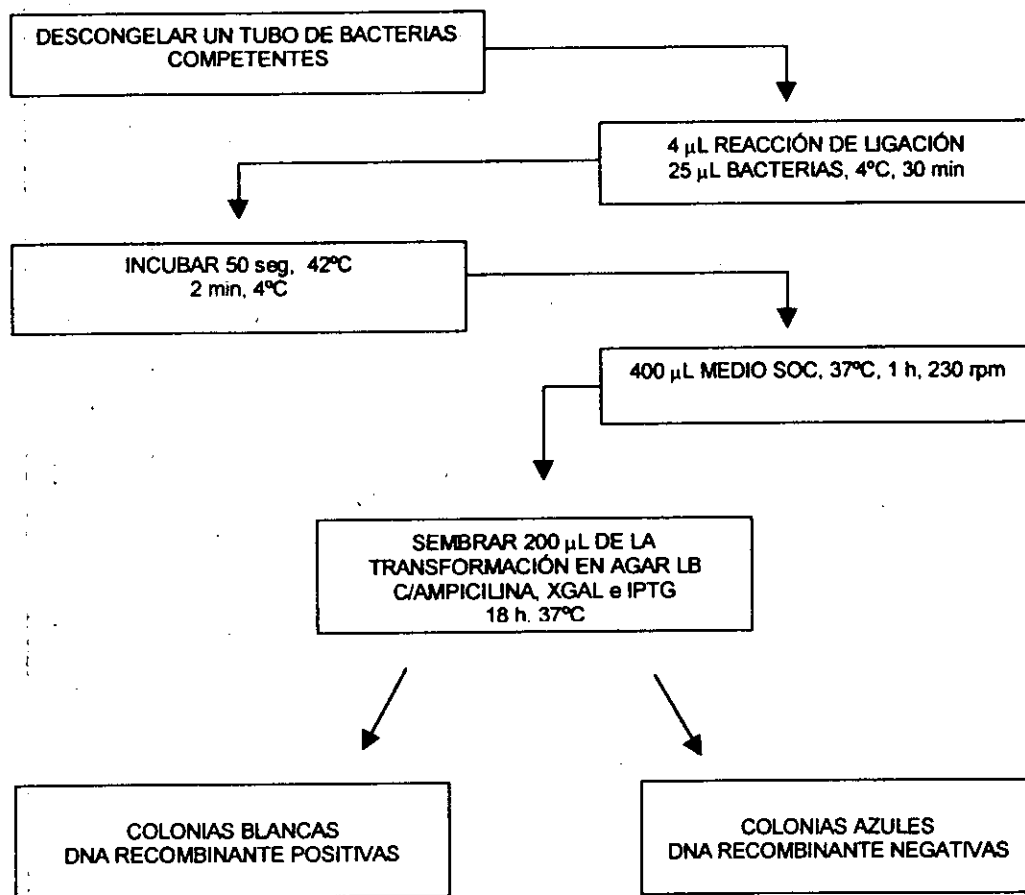 DESCONGELAR UN TUBO DE BACTERIAS
COMPETENTES
4 µL REACCIÓN DE LIGACIÓN
25 µL BACTERIAS, 4ºC, 30 min
INCUBAR 50 seg, 42ºC
2 min, 4ºC
400 µL MEDIO SOC, 37ºC, 1 h, 230 rpm
SEMBRAR 200 µL DE LA
TRANSFORMACIÓN EN AGAR LB
C/AMPICILINA, XGAL e IPTG
18 h, 37ºC
COLONIAS BLANCAS
DNA RECOMBINANTE POSITIVAS
COLONIAS AZULES
DNA RECOMBINANTE NEGATIVAS